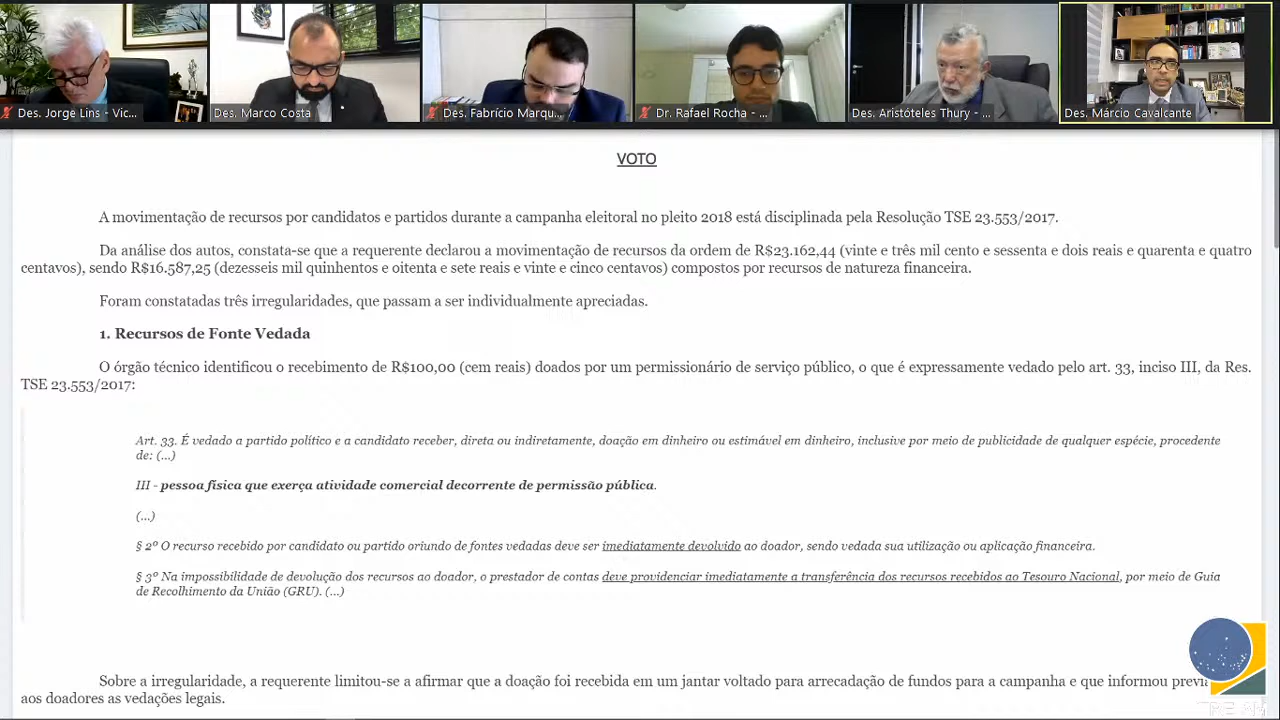 Des. Jorge Lins - Vic...
Des. Marco Costa
Des. Fabrício Marqu...
Dr. Rafael Rocha - ...
Des. Aristóteles Thury - ...
Des. Márcio Cavalcante
VOTO
A movimentação de recursos por candidatos e partidos durante a campanha eleitoral no pleito 2018 está disciplinada pela Resolução TSE 23.553/2017.
Da análise dos autos, constata-se que a requerente declarou a movimentação de recursos da ordem de R$23.162,44 (vinte e três mil cento e sessenta e dois reais e quarenta e quatro
centavos), sendo R$16.587,25 (dezesseis mil quinhentos e oitenta e sete reais e vinte e cinco centavos) compostos por recursos de natureza financeira.
Foram constatadas três irregularidades, que passam a ser individualmente apreciadas.
1. Recursos de Fonte Vedada
O órgão técnico identificou o recebimento de R$100,00 (cem reais) doados por um permissionário de serviço público, o que é expressamente vedado pelo art. 33, inciso III, da Res.
TSE 23.553/2017:
Art. 33. É vedado a partido político e a candidato receber, direta ou indiretamente, doação em dinheiro ou estimável em dinheiro, inclusive por meio de publicidade de qualquer espécie, procedente
de: (...)
III - pessoa física que exerça atividade comercial decorrente de permissão pública.
(...)
§ 2º O recurso recebido por candidato ou partido oriundo de fontes vedadas deve ser imediatamente devolvido ao doador, sendo vedada sua utilização ou aplicação financeira.
§ 3º Na impossibilidade de devolução dos recursos ao doador, o prestador de contas deve providenciar imediatamente a transferência dos recursos recebidos ao Tesouro Nacional, por meio de Guia
de Recolhimento da União (GRU). (...)
Sobre a irregularidade, a requerente limitou-se a afirmar que a doação foi recebida em um jantar voltado para arrecadação de fundos para a campanha e que informou
aos doadores as vedações legais.
TRE-AM